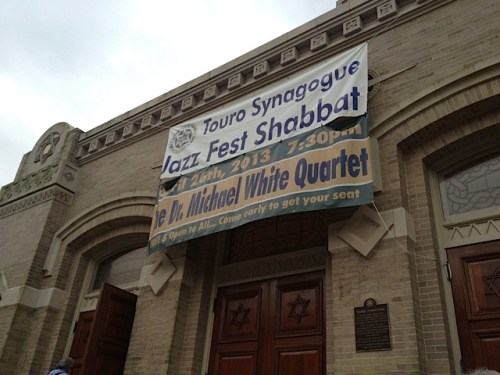 Touro Synagogue
Jazz Fest Shabbat
26th, 2013 7:30pm
Dr. Michael White Quartet
& Open to All... Come early to get your seat